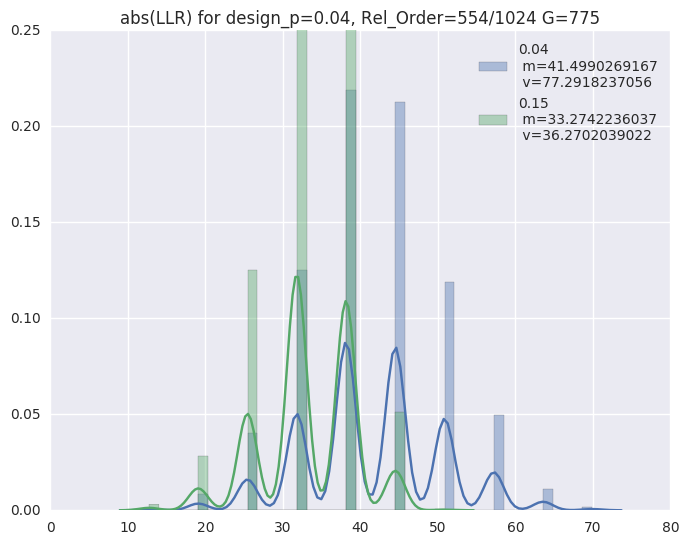 abs(LLR) for design_p=0.04, Rel_Order=554/1024 G=775
0.25
0.20
0.15
0.10
0.05
0.00
0 10 20 30 40 50 60 70 80
0.04
m=41.4990269167
v=77.2918237056
0.15
m=33.2742236037
v=36.2702039022